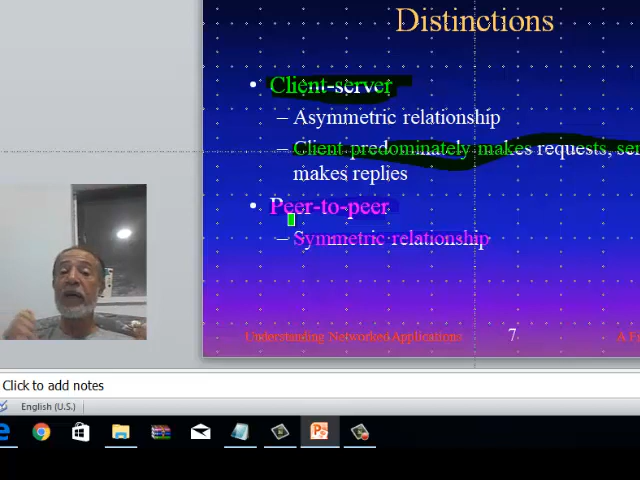 Distinctions
• Client-server
– Asymmetric relationship
– Client predominately makes requests,
makes replies
• Peer-to-peer
– Symmetric relationship
Understanding Networked Applications 7
Click to add notes
English (U.S.)